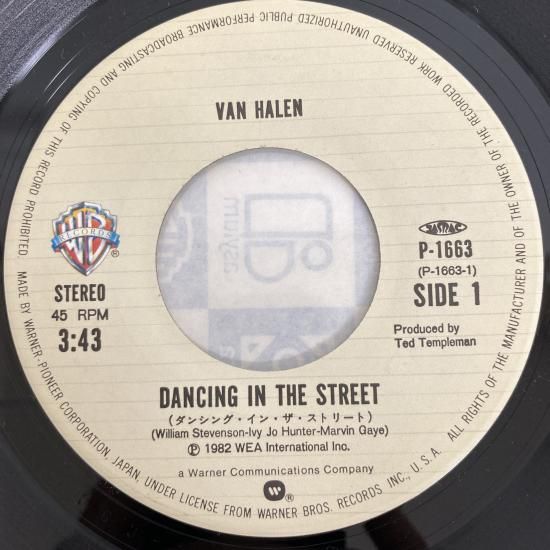 UNAUTHORIZED PUBLIC PERFORMANCE BROADCASTING AND COPYING OF THIS RECORD PROHIBITED.
ALL RIGHTS OF THE MANUFACTURER AND OF THE OWNER OF THE RECORDED WORK RESERVED
VAN HALEN
WB
RECORDS
®
STEREO
45 RPM
3:43
asylum
JASRAC
P-1663
(P-1663-1)
SIDE 1
Produced by
Ted Templeman
DANCING IN THE STREET
(ダンシング・イン・ザ・ストリート)
(William Stevenson-Ivy Jo Hunter-Marvin Gaye)
Ⓟ 1982 WEA International Inc.
a Warner Communications Company
®
MADE BY WARNER-PIONEER CORPORATION, JAPAN, UNDER LICENSE FROM WARNER BROS. RECORDS INC., U.S.A.